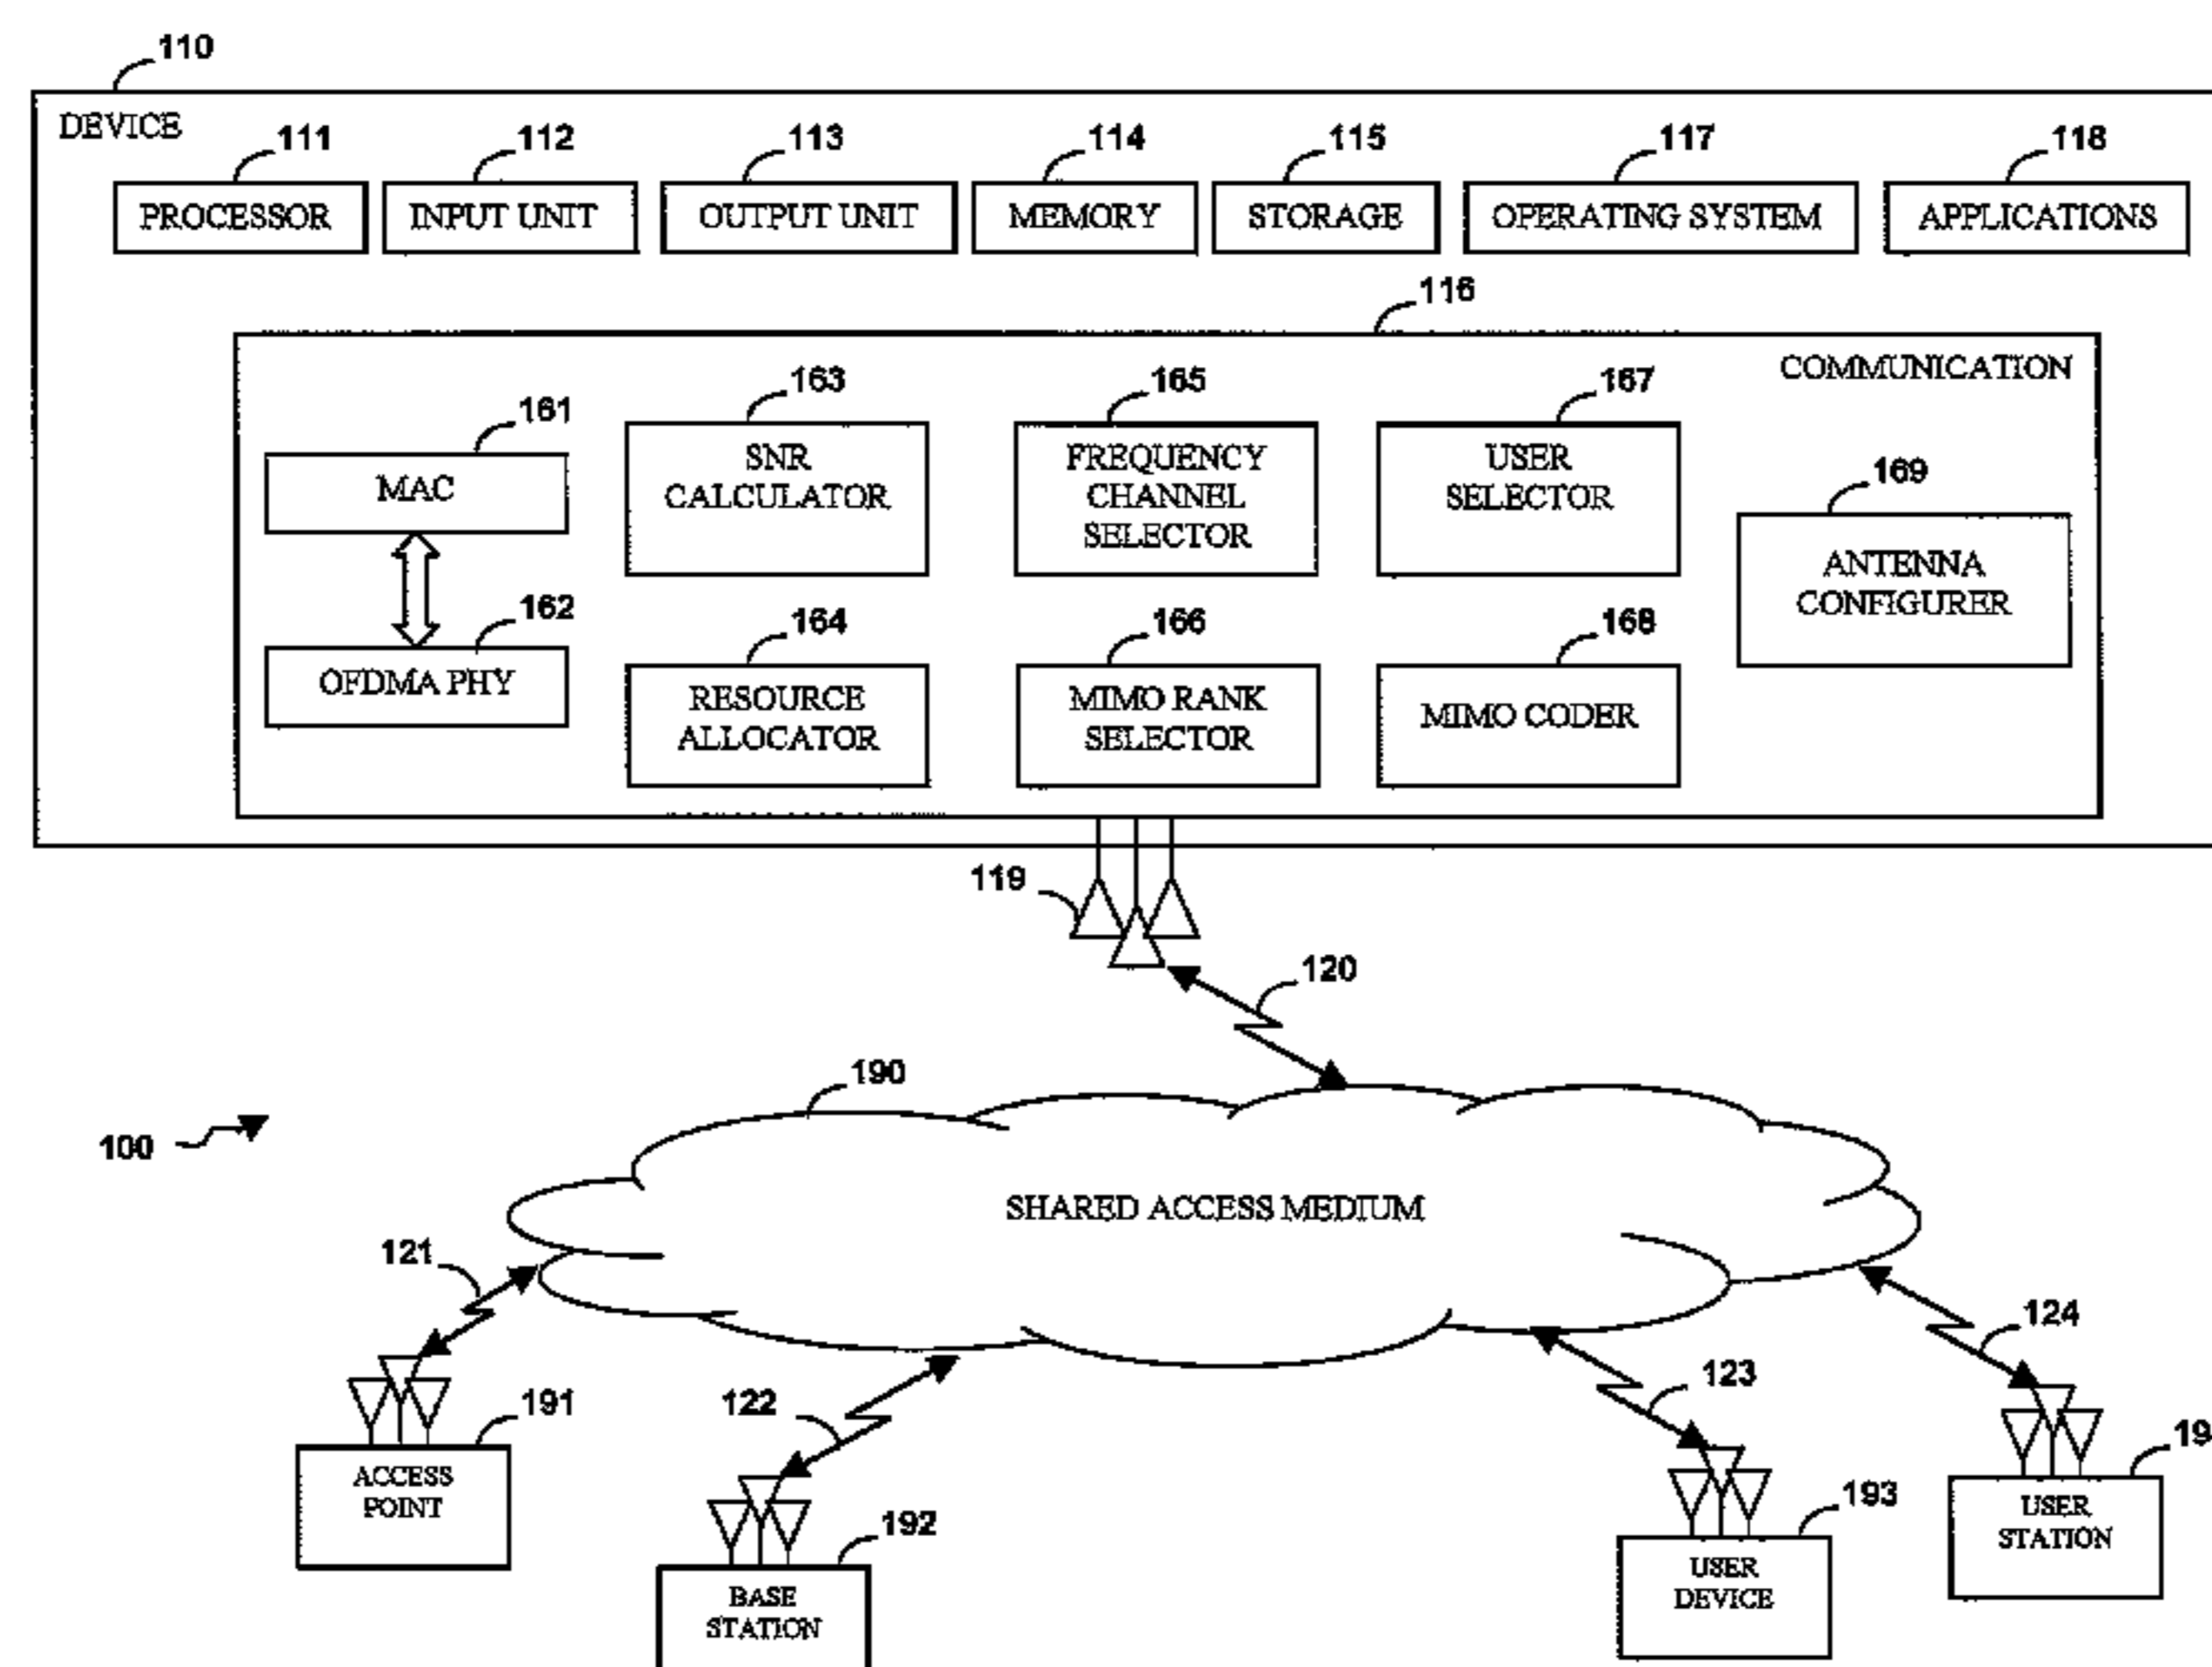 110
DEVICE
111
112
113
114
115
117
118
PROCESSOR
INPUT UNIT
OUTPUT UNIT
MEMORY
STORAGE
OPERATING SYSTEM
APPLICATIONS
116
COMMUNICATION
161
163
165
167
169
MAC
SNR
CALCULATOR
FREQUENCY
CHANNEL
SELECTOR
USER
SELECTOR
ANTENNA
CONFIGURER
162
164
166
168
OFDMA PHY
RESOURCE
ALLOCATOR
MIMO RANK
SELECTOR
MIMO CODER
119
120
190
100
SHARED ACCESS MEDIUM
121
122
123
124
191
ACCESS
POINT
192
BASE
STATION
193
USER
DEVICE
USER
STATION